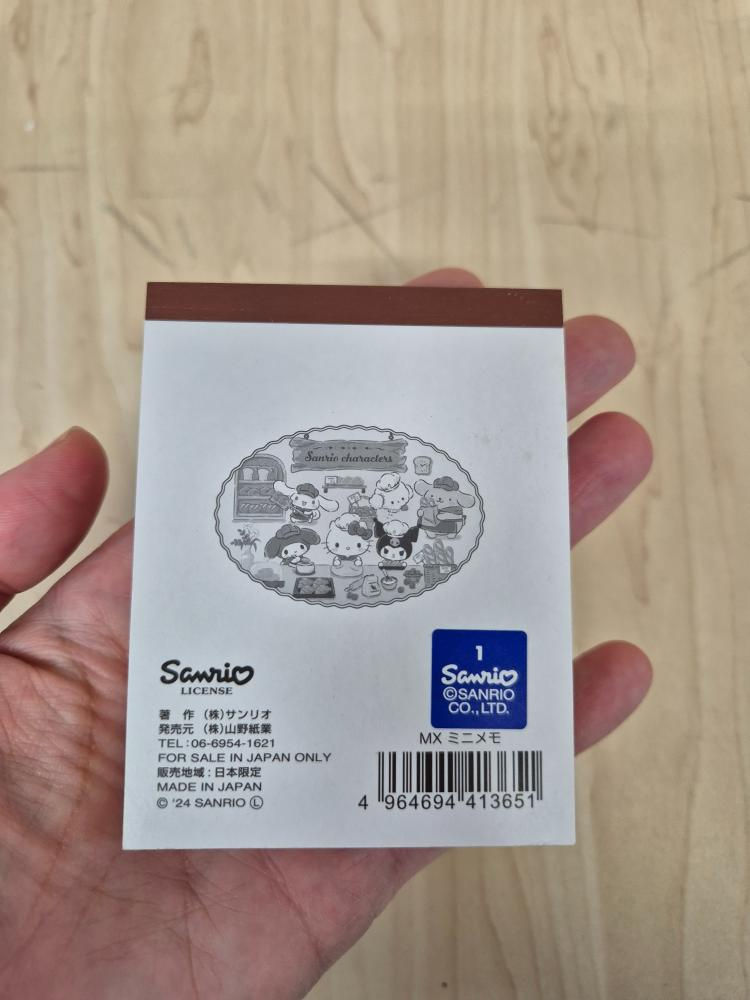 Sanrio characters
Sanrio
LICENSE
著 作 (株)サンリオ
発売元 (株)山野紙業
TEL:06-6954-1621
FOR SALE IN JAPAN ONLY
販売地域:日本限定
MADE IN JAPAN
© '24 SANRIO Ⓛ
1
Sanrio
©SANRIO
CO.,LTD.
MX ミニメモ
4 964694 413651